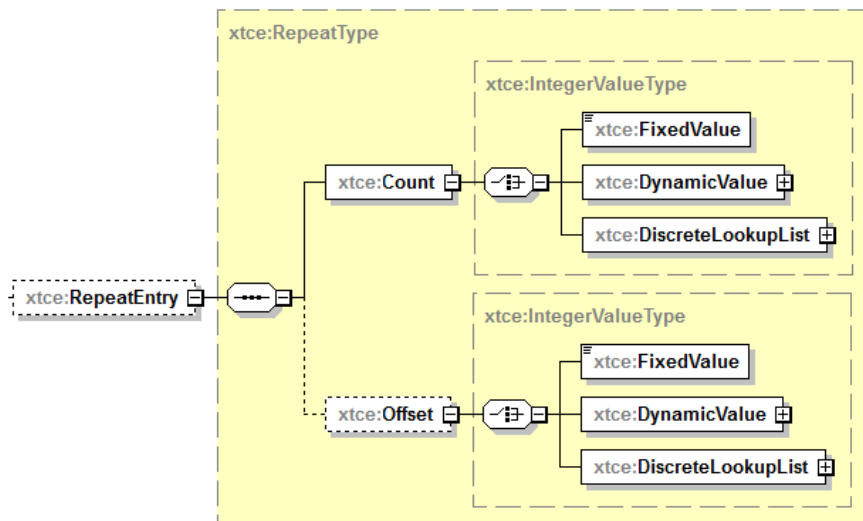 xtce:RepeatType
xtce:IntegerValueType
xtce:FixedValue
xtce:Count
xtce:DynamicValue
xtce:DiscreteLookupList
xtce:RepeatEntry
xtce:IntegerValueType
xtce:FixedValue
xtce:Offset
xtce:DynamicValue
xtce:DiscreteLookupList